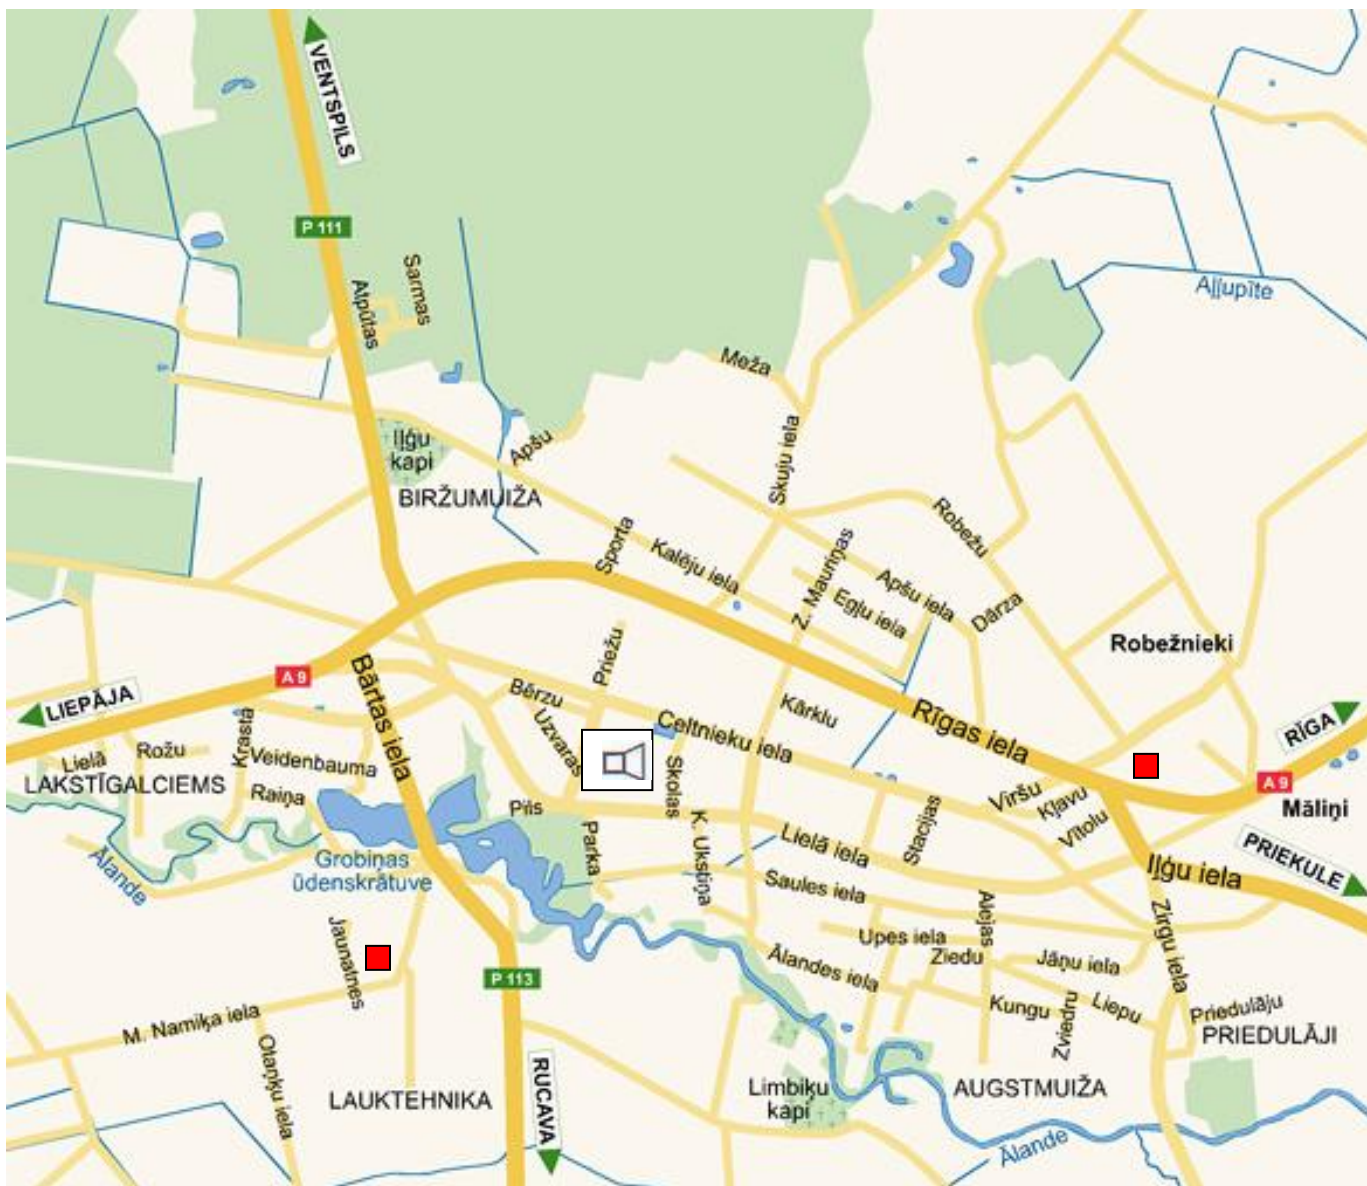 VENTSPILS
P 111
Sarmas
Atpūtas
Aļļupīte
Meža
Iļģu
kapi
Apšu
Skuju iela
BIRŽUMUIŽA
Robežu
Sporta
Kalēju iela
Z. Mauriņas
Apšu iela
Egļu iela
Dārza
Robežnieki
Priežu
Bārtas iela
A 9
LIEPĀJA
Bērzu
Uzvaras
Celtnieku iela
Kārklu
Rīgas iela
RĪGA
A 9
Māliņi
Krasta
Rožu
Lielā
LAKSTĪGALCIEMS
Veidenbauma
Raiņa
Pils
Skolas
Parka
K. Ukstiņa
Lielā iela
Stacijas
Viršu
Kļavu
Vītolu
Iļģu iela
PRIEKULE
Ālande
Grobiņas
ūdenskrātuve
Saules iela
Alejas
Upes iela
Ziedu
Jāņu iela
Zirgu iela
Jaunatnes
P 113
Ālandes iela
Kungu
Zviedru
Liepu
Priedulāju
PRIEDULĀJI
M. Namiķa iela
Otaņķu iela
LAUKTEHNIKA
RUCAVA
Limbiķu
kapi
AUGSTMUIŽA
Ālande